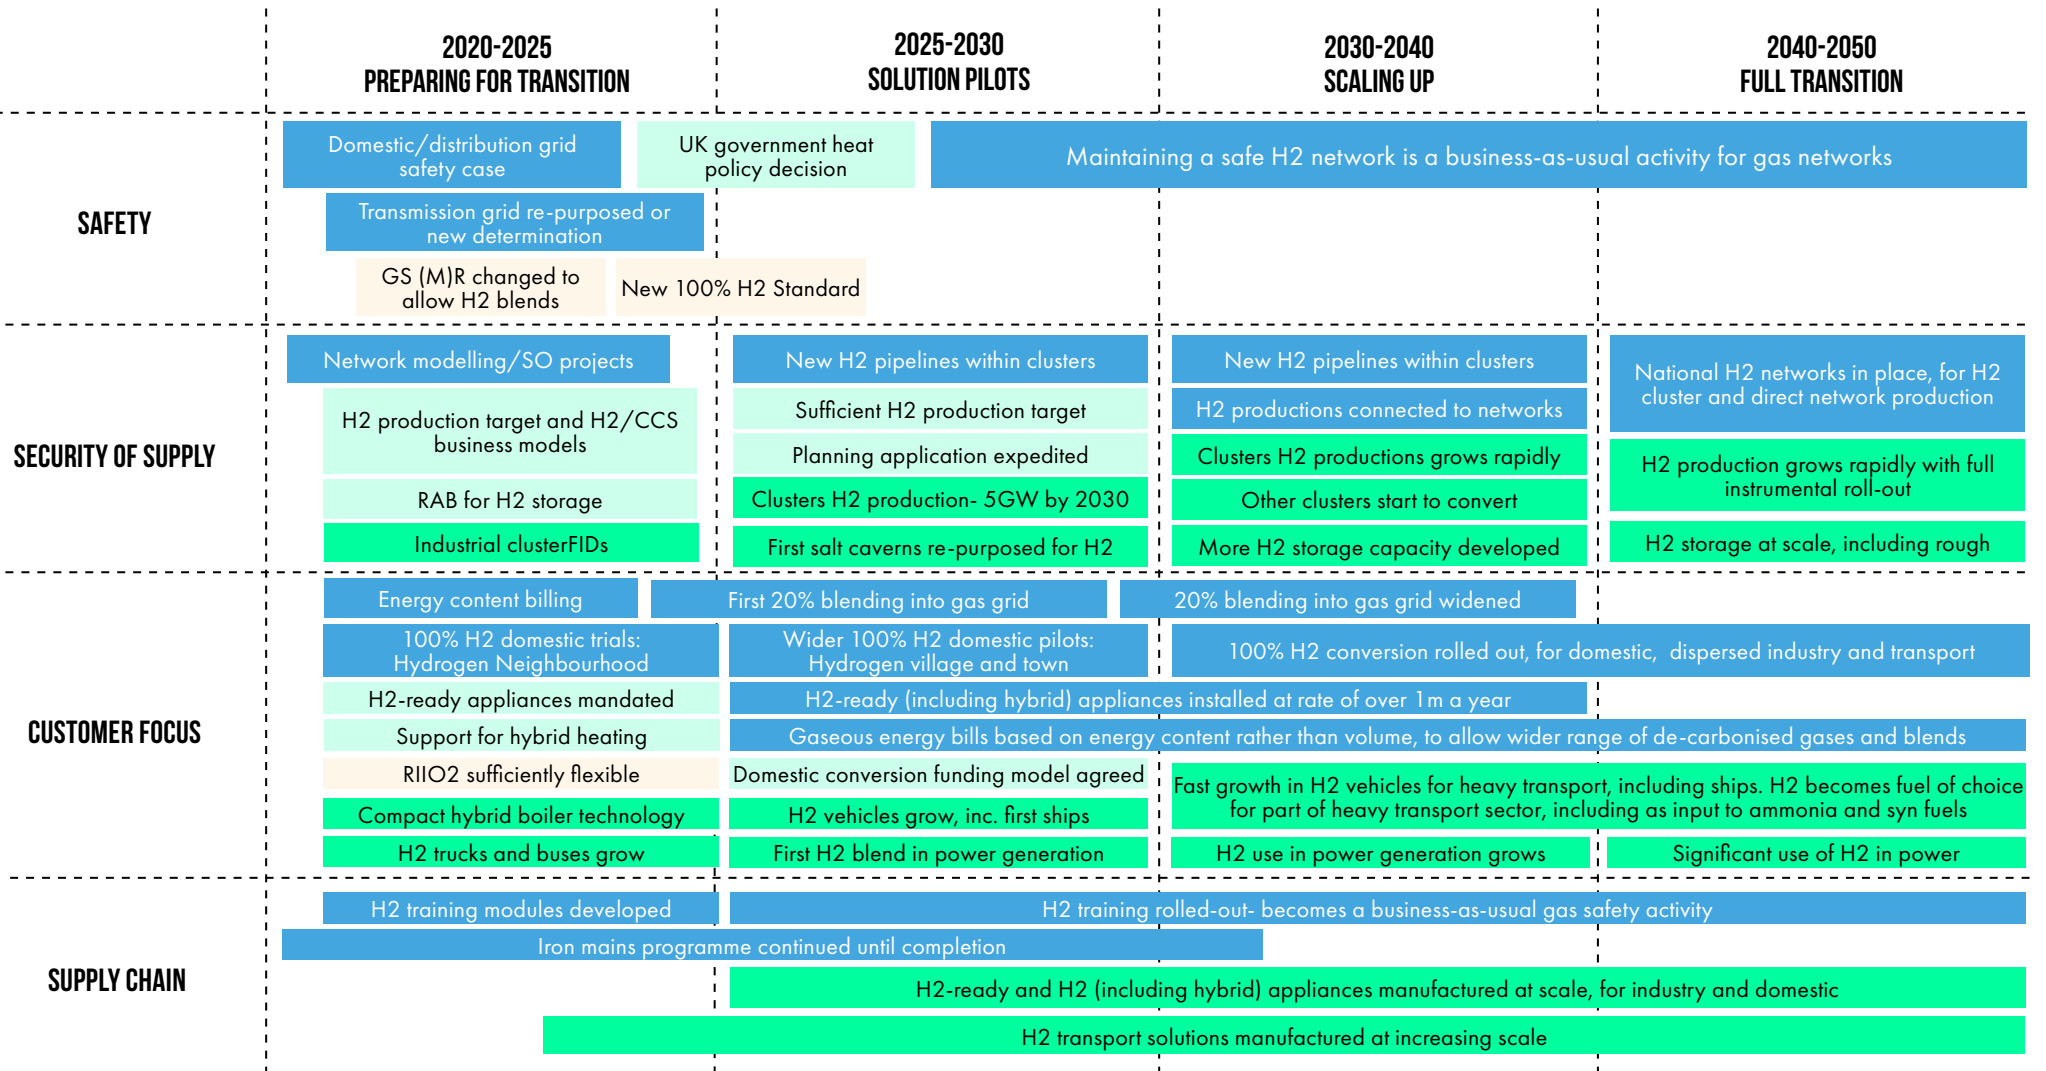 2020-2025
PREPARING FOR TRANSITION
2025-2030
SOLUTION PILOTS
2030-2040
SCALING UP
2040-2050
FULL TRANSITION
SAFETY
Domestic/distribution grid
safety case
UK government heat
policy decision
Maintaining a safe H2 network is a business-as-usual activity for gas networks
Transmission grid re-purposed or
new determination
GS (M)R changed to
allow H2 blends
New 100% H2 Standard
SECURITY OF SUPPLY
Network modelling/SO projects
H2 production target and H2/CCS
business models
RAB for H2 storage
Industrial clusterFIDs
New H2 pipelines within clusters
Sufficient H2 production target
Planning application expedited
Clusters H2 production- 5GW by 2030
First salt caverns re-purposed for H2
New H2 pipelines within clusters
H2 productions connected to networks
Clusters H2 productions grows rapidly
Other clusters start to convert
More H2 storage capacity developed
National H2 networks in place, for H2
cluster and direct network production
H2 production grows rapidly with full
instrumental roll-out
H2 storage at scale, including rough
CUSTOMER FOCUS
Energy content billing
First 20% blending into gas grid
20% blending into gas grid widened
100% H2 domestic trials:
Hydrogen Neighbourhood
Wider 100% H2 domestic pilots:
Hydrogen village and town
100% H2 conversion rolled out, for domestic, dispersed industry and transport
H2-ready appliances mandated
H2-ready (including hybrid) appliances installed at rate of over 1m a year
Support for hybrid heating
Gaseous energy bills based on energy content rather than volume, to allow wider range of de-carbonised gases and blends
RIIO2 sufficiently flexible
Domestic conversion funding model agreed
Fast growth in H2 vehicles for heavy transport, including ships. H2 becomes fuel of choice
for part of heavy transport sector, including as input to ammonia and syn fuels
Compact hybrid boiler technology
H2 vehicles grow, inc. first ships
H2 trucks and buses grow
First H2 blend in power generation
H2 use in power generation grows
Significant use of H2 in power
SUPPLY CHAIN
H2 training modules developed
H2 training rolled-out- becomes a business-as-usual gas safety activity
Iron mains programme continued until completion
H2-ready and H2 (including hybrid) appliances manufactured at scale, for industry and domestic
H2 transport solutions manufactured at increasing scale